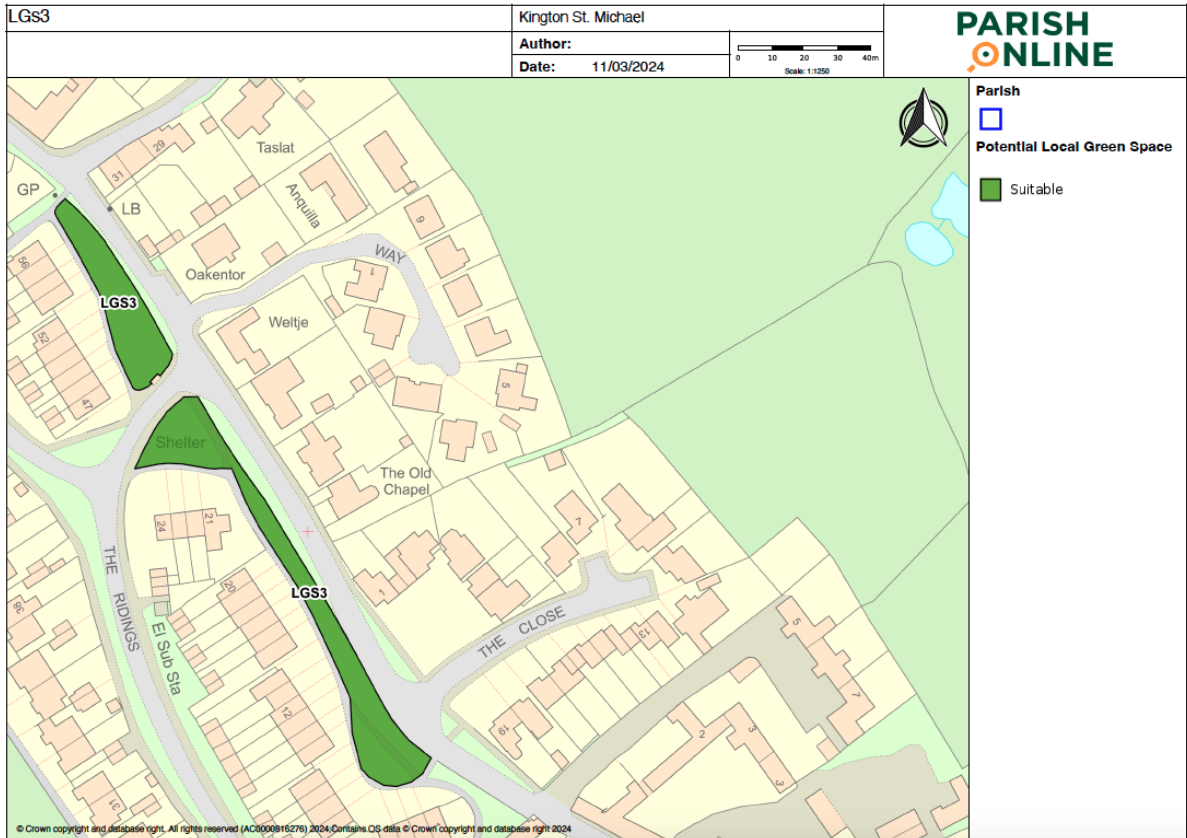 LGs3
Kington St. Michael
Author:
Date: 11/03/2024
0 10 20 30 40m
Scale: 1:1250
PARISH
ONLINE
Parish
Potential Local Green Space
Suitable
29
31
Taslat
GP
LB
Anquilla
9
WAY
56
Oakentor
1
LGS3
Weltje
52
47
5
Shelter
The Old
Chapel
24
21
7
THE RIDINGS
LGS3
1
20
38
El Sub Sta
THE CLOSE
13
5
12
7
19
2
3
3
31
© Crown copyright and database right. All rights reserved (AC0000816276) 2024;Contains OS data © Crown copyright and database right 2024